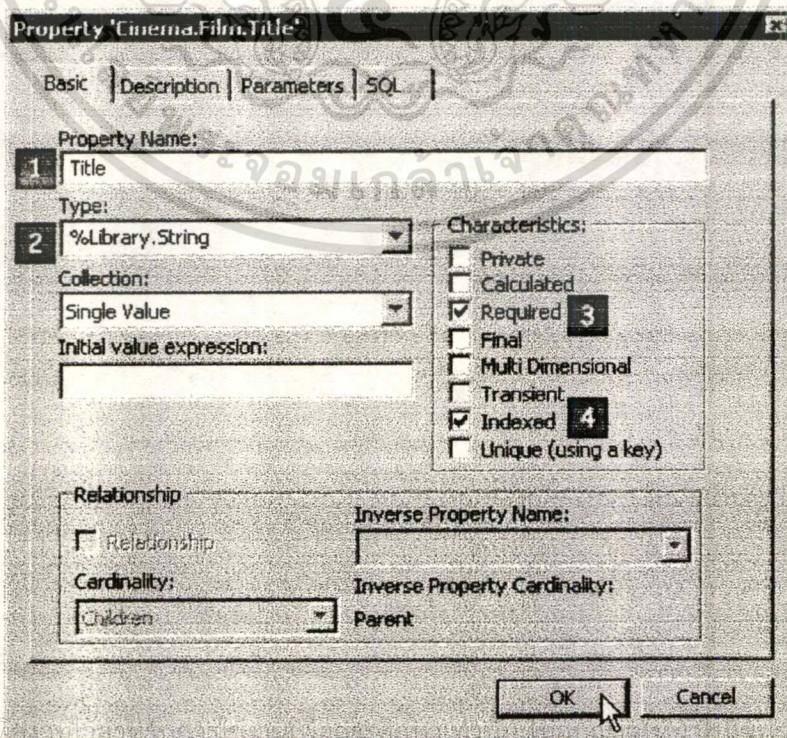 Property 'Cinema.Film.Title'
Basic Description Parameters SQL
Property Name:
1 Title
Type:
2 %Library.String
Collection:
Single Value
Initial value expression:
Characteristics:
Private
Calculated
Required 3
Final
Multi Dimensional
Transient
Indexed 4
Unique (using a key)
Relationship
Relationship
Cardinality:
Children
Inverse Property Name:
Inverse Property Cardinality:
Parent
OK Cancel